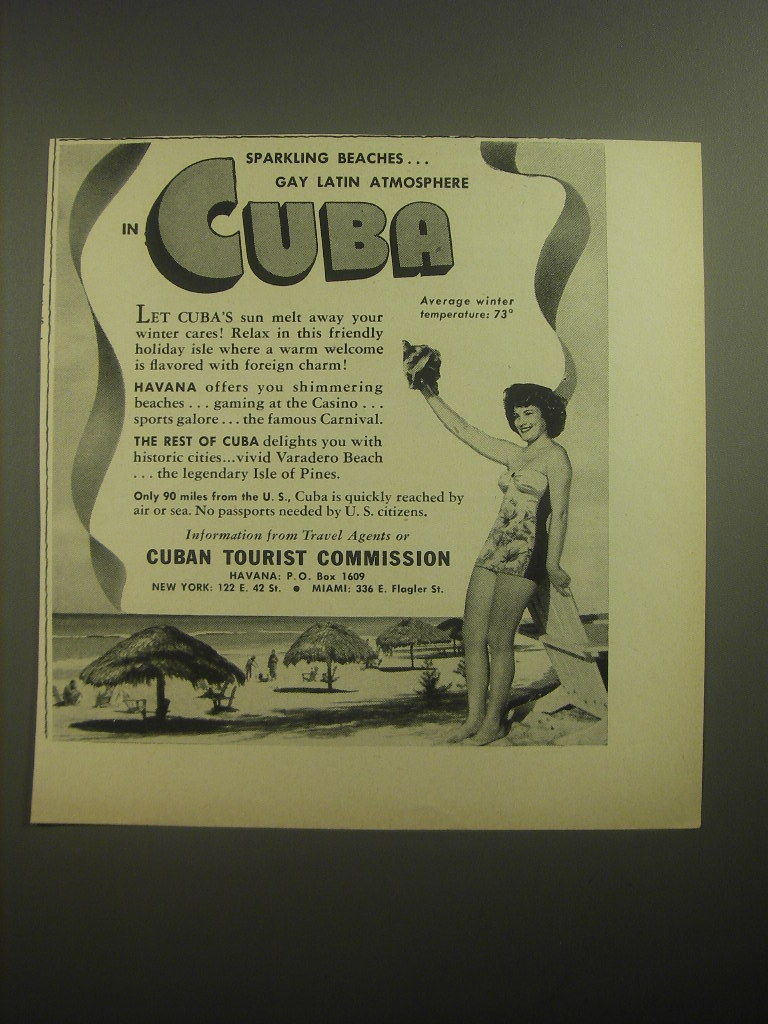 SPARKLING BEACHES...
GAY LATIN ATMOSPHERE
IN CUBA
Average winter
temperature: 73°
LET CUBA'S sun melt away your
winter cares! Relax in this friendly
holiday isle where a warm welcome
is flavored with foreign charm!
HAVANA offers you shimmering
beaches... gaming at the Casino...
sports galore... the famous Carnival.
THE REST OF CUBA delights you with
historic cities...vivid Varadero Beach
... the legendary Isle of Pines.
Only 90 miles from the U. S., Cuba is quickly reached by
air or sea. No passports needed by U. S. citizens.
Information from Travel Agents or
CUBAN TOURIST COMMISSION
HAVANA: P.O. Box 1609
NEW YORK: 122 E. 42 St. ● MIAMI: 336 E. Flagler St.